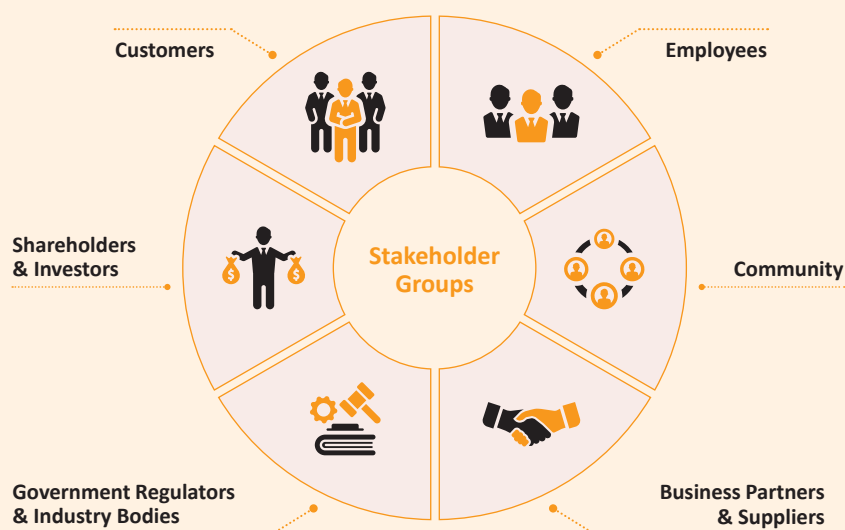 Customers
Employees
Shareholders
& Investors
$
$
Stakeholder
Groups
Community
Government Regulators
& Industry Bodies
Business Partners
& Suppliers